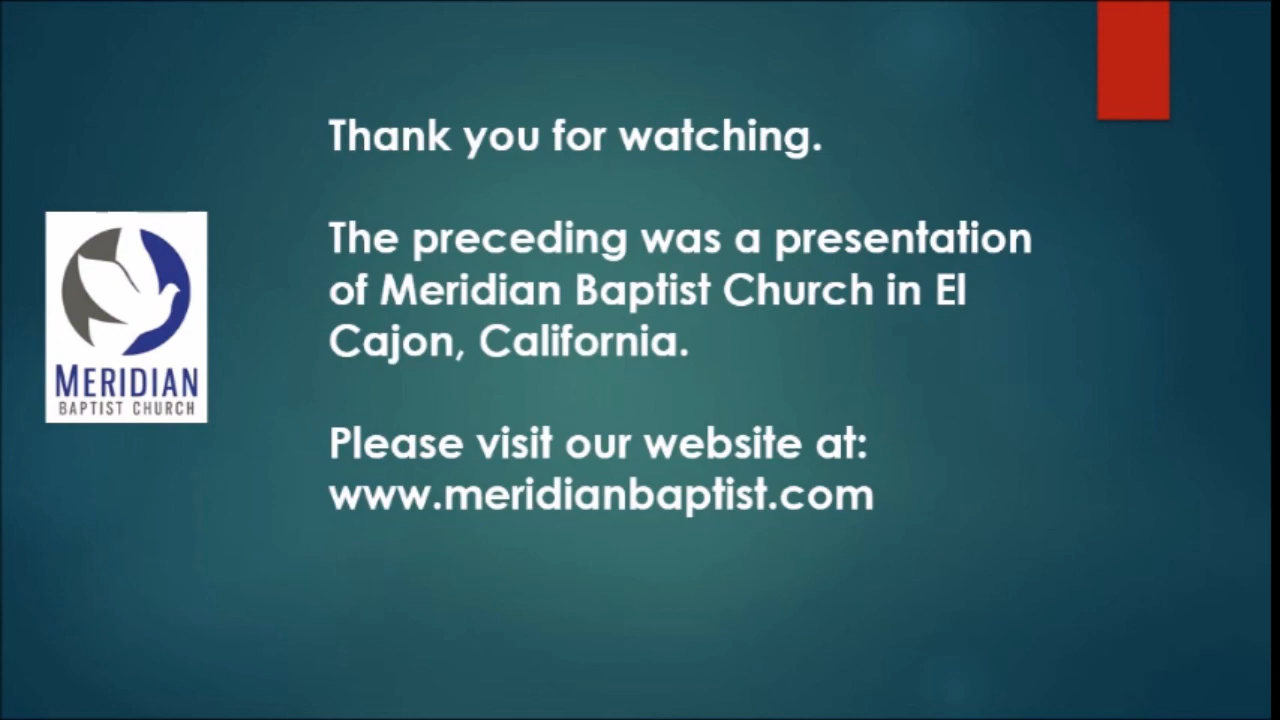 Thank you for watching.
The preceding was a presentation
of Meridian Baptist Church in El
Cajon, California.
Please visit our website at:
www.meridianbaptist.com
MERIDIAN
BAPTIST CHURCH